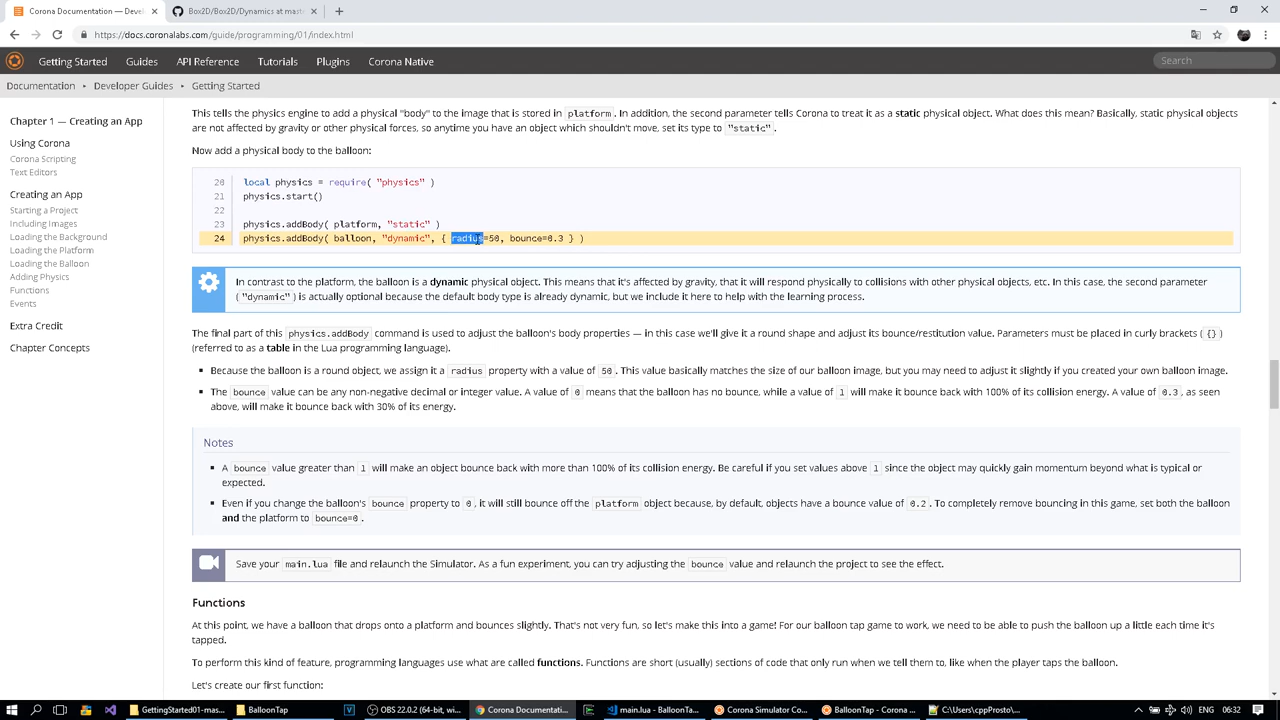 Corona Documentation — Devel
Box2D/Box2D/Dynamics at mast
https://docs.coronalabs.com/guide/programming/01/index.html
Getting Started
Guides
API Reference
Tutorials
Plugins
Corona Native
Search
Documentation
Developer Guides
Getting Started
Chapter 1 — Creating an App
Using Corona
Corona Scripting
Text Editors
Creating an App
Starting a Project
Including Images
Loading the Background
Loading the Platform
Loading the Balloon
Adding Physics
Functions
Events
Extra Credit
Chapter Concepts
This tells the physics engine to add a physical "body" to the image that is stored in platform. In addition, the second parameter tells Corona to treat it as a static physical object. What does this mean? Basically, static physical objects
are not affected by gravity or other physical forces, so anytime you have an object which shouldn't move, set its type to "static".
Now add a physical body to the balloon:
20 local physics = require( "physics" )
21 physics.start()
22
23 physics.addBody( platform, "static" )
24 physics.addBody( balloon, "dynamic", { radius=50, bounce=0.3 } )
In contrast to the platform, the balloon is a dynamic physical object. This means that it's affected by gravity, that it will respond physically to collisions with other physical objects, etc. In this case, the second parameter
("dynamic") is actually optional because the default body type is already dynamic, but we include it here to help with the learning process.
The final part of this physics.addBody command is used to adjust the balloon's body properties — in this case we'll give it a round shape and adjust its bounce/restitution value. Parameters must be placed in curly brackets ({})
(referred to as a table in the Lua programming language).
▪ Because the balloon is a round object, we assign it a radius property with a value of 50. This value basically matches the size of our balloon image, but you may need to adjust it slightly if you created your own balloon image.
▪ The bounce value can be any non-negative decimal or integer value. A value of 0 means that the balloon has no bounce, while a value of 1 will make it bounce back with 100% of its collision energy. A value of 0.3, as seen
above, will make it bounce back with 30% of its energy.
Notes
▪ A bounce value greater than 1 will make an object bounce back with more than 100% of its collision energy. Be careful if you set values above 1 since the object may quickly gain momentum beyond what is typical or
expected.
▪ Even if you change the balloon's bounce property to 0, it will still bounce off the platform object because, by default, objects have a bounce value of 0.2. To completely remove bouncing in this game, set both the balloon
and the platform to bounce=0.
Save your main.lua file and relaunch the Simulator. As a fun experiment, you can try adjusting the bounce value and relaunch the project to see the effect.
Functions
At this point, we have a balloon that drops onto a platform and bounces slightly. That's not very fun, so let's make this into a game! For our balloon tap game to work, we need to be able to push the balloon up a little each time it's
tapped.
To perform this kind of feature, programming languages use what are called functions. Functions are short (usually) sections of code that only run when we tell them to, like when the player taps the balloon.
Let's create our first function:
GettingStarted01-mas...
BalloonTap
OBS 22.0.2 (64-bit, wi...
Corona Documentati...
main.lua - BalloonTap...
Corona Simulator Co...
BalloonTap - Corona ...
C:\Users\cppProsto\...
ENG
06:32